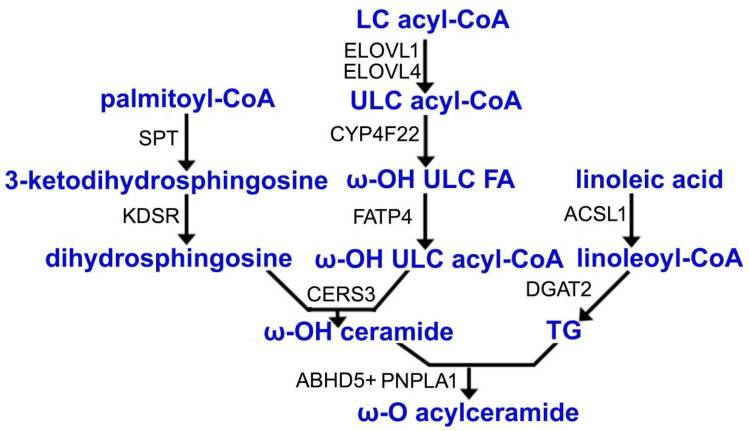 LC acyl-CoA
ELOVL1
ELOVL4
palmitoyl-CoA ULC acyl-CoA
SPT CYP4F22
3-ketodihydrosphingosine ω-OH ULC FA linoleic acid
KDSR FATP4 ACSL1
dihydrosphingosine ω-OH ULC acyl-CoA linoleoyl-CoA
CERS3 DGAT2
ω-OH ceramide TG
ABHD5+ PNPLA1
ω-O acylceramide